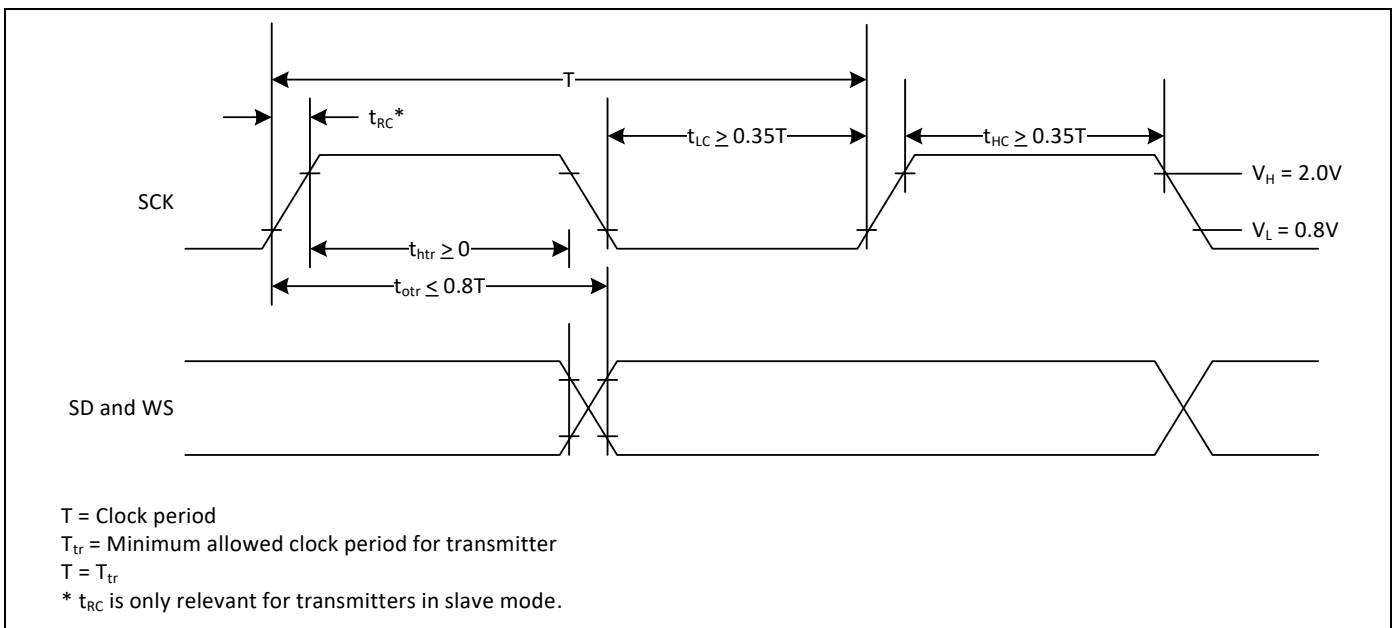 T
t_RC*
t_LC ≥ 0.35T
t_HC ≥ 0.35T
V_H = 2.0V
SCK
V_L = 0.8V
t_htr ≥ 0
t_otr ≤ 0.8T
SD and WS
T = Clock period
T_tr = Minimum allowed clock period for transmitter
T = T_tr
* t_RC is only relevant for transmitters in slave mode.